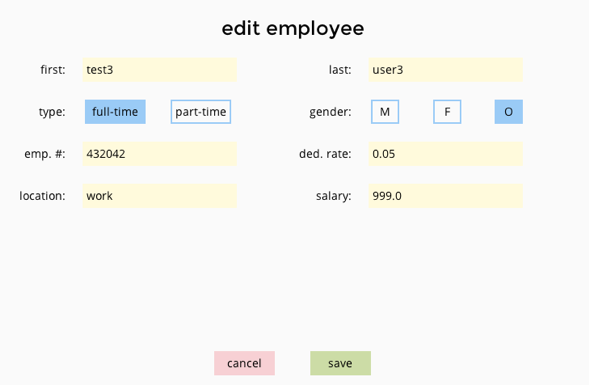 edit employee
first: test3 last: user3
type: full-time part-time gender: M F O
emp. #: 432042 ded. rate: 0.05
location: work salary: 999.0
cancel save